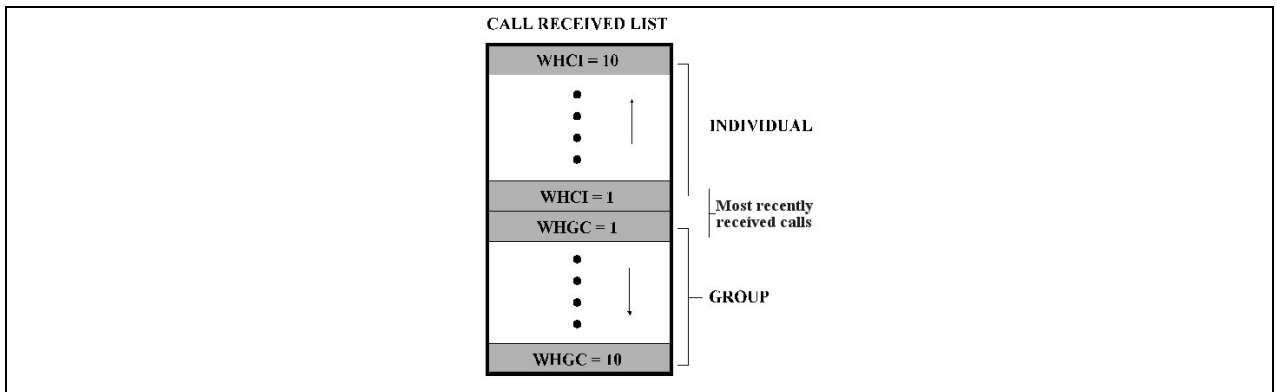 CALL RECEIVED LIST
WHCI = 10
INDIVIDUAL
WHCI = 1
Most recently
received calls
WHGC = 1
GROUP
WHGC = 10